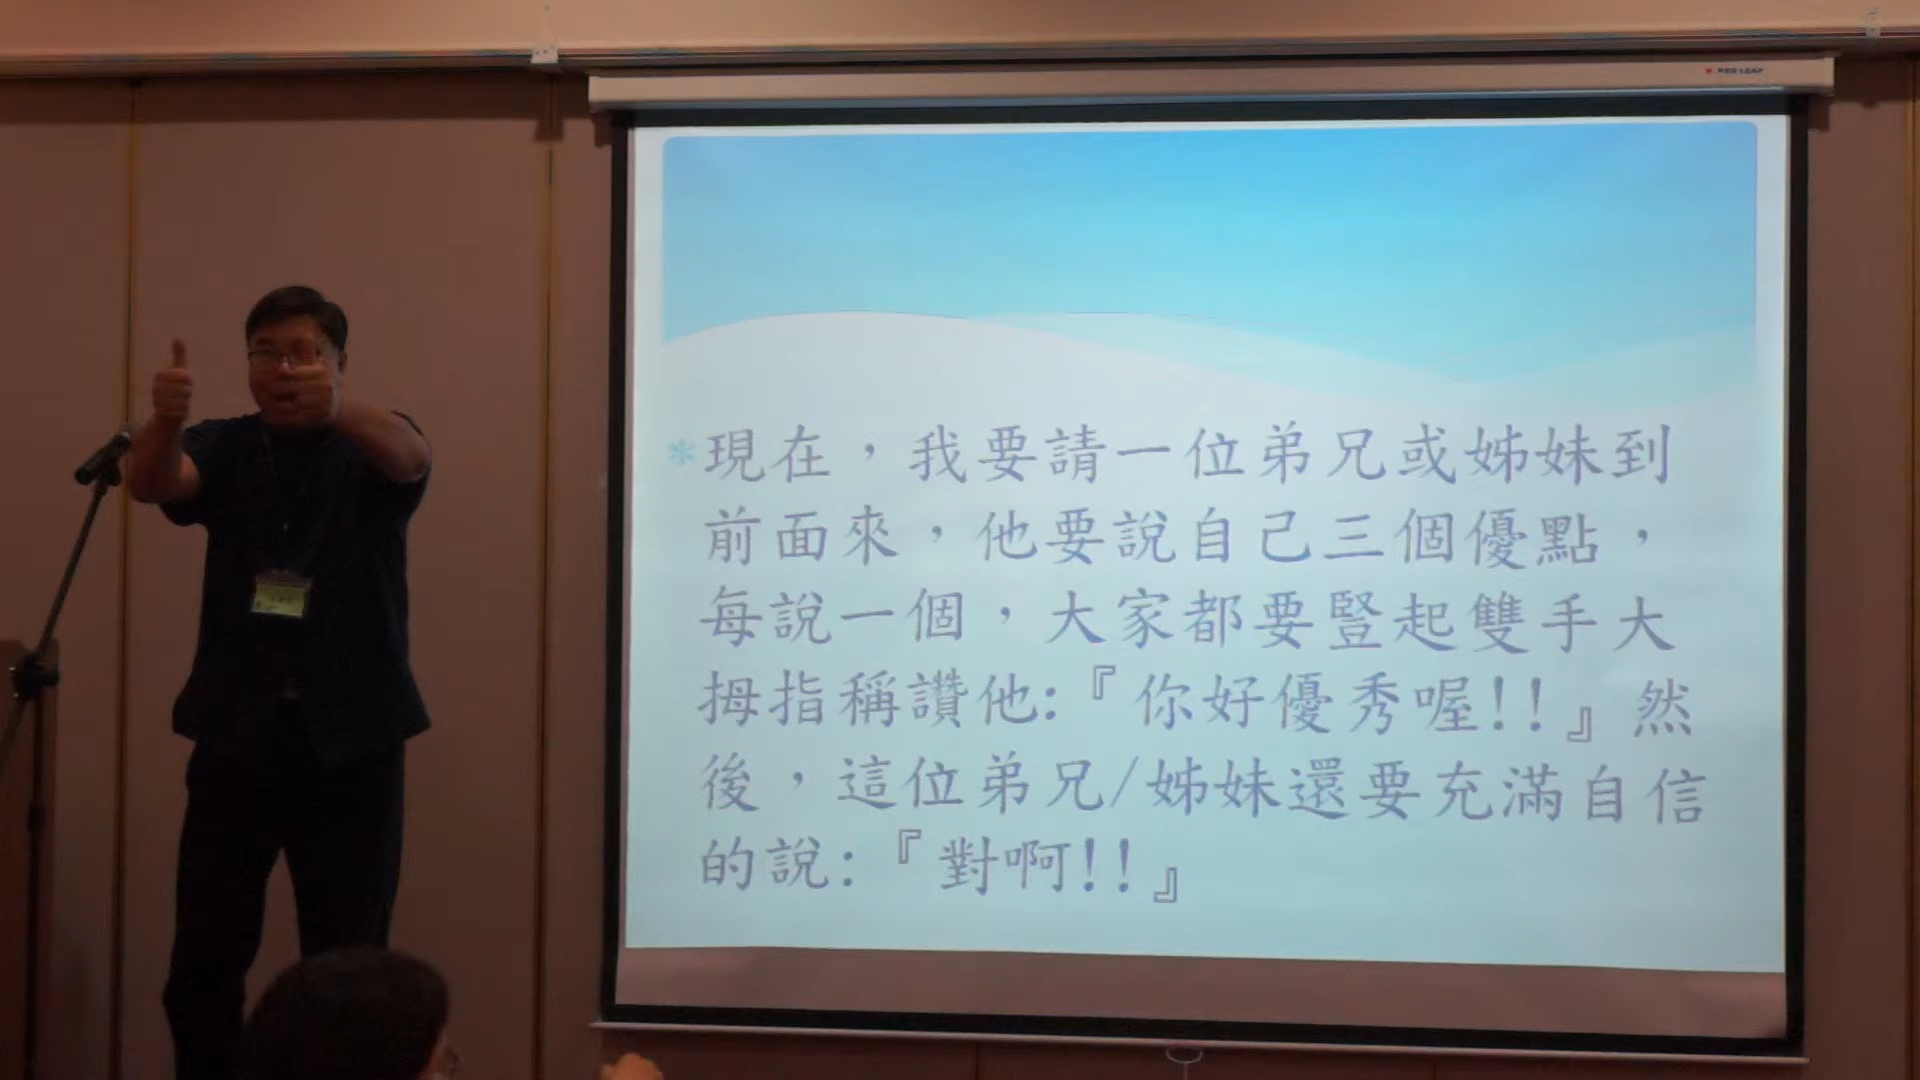 RED LEAF
*現在，我要請一位弟兄或姊妹到
前面來，他要說自己三個優點，
每說一個，大家都要豎起雙手大
拇指稱讚他:『你好優秀喔!!』然
後，這位弟兄/姊妹還要充滿自信
的說:『對啊!!』